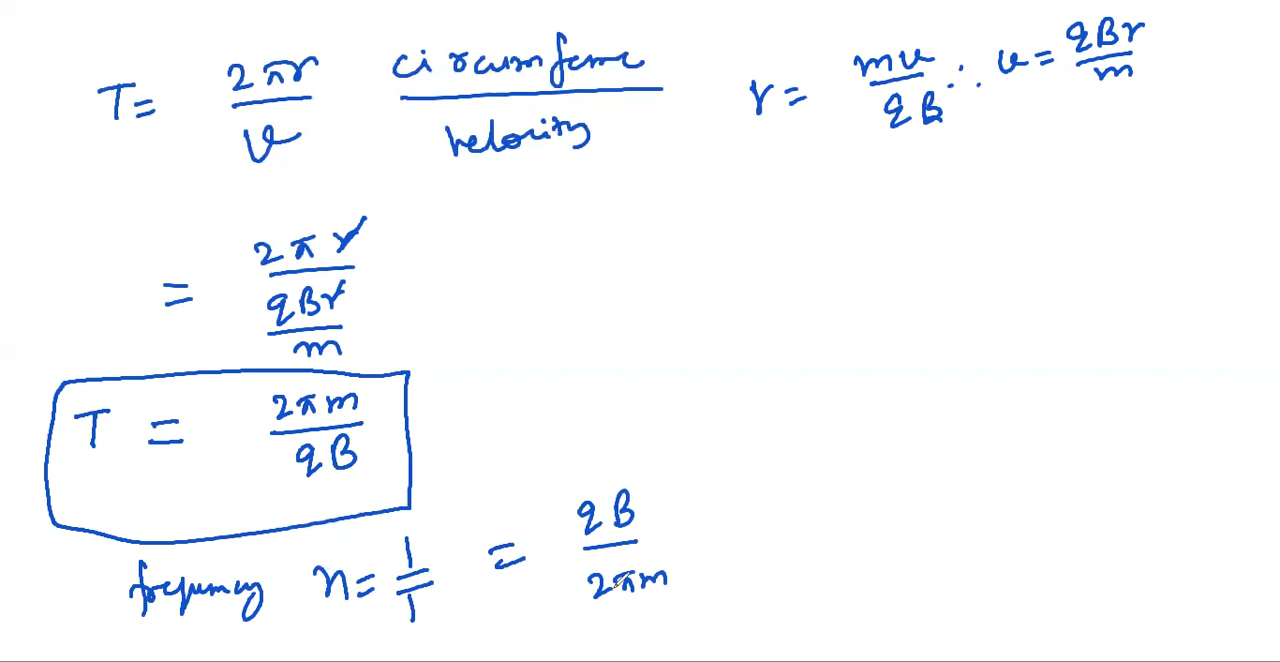 T = 2πr / v circumference / velocity r = mv / qB ∴ v = qBr / m
= 2πr / (qBr / m)
T = 2πm / qB
frequency n = 1 / T = qB / 2πm